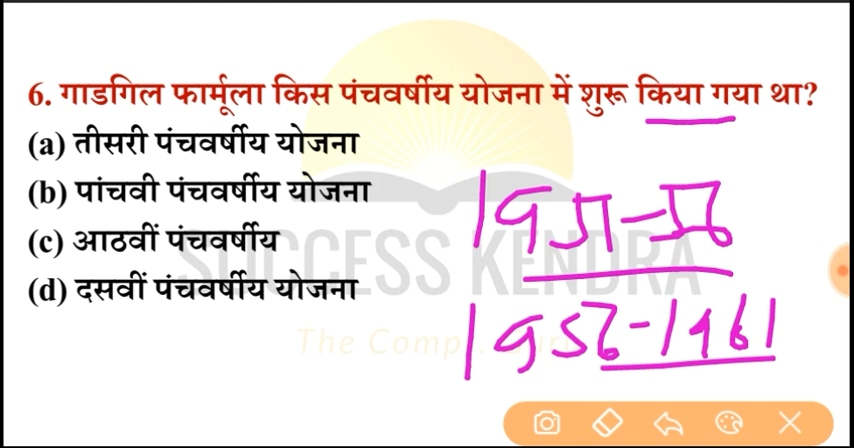 6. गाडगिल फार्मूला किस पंचवर्षीय योजना में शुरू किया गया था?
(a) तीसरी पंचवर्षीय योजना
(b) पांचवी पंचवर्षीय योजना
(c) आठवीं पंचवर्षीय
(d) दसवीं पंचवर्षीय योजना
1951-56
1956-1961
SUCCESS KENDRA